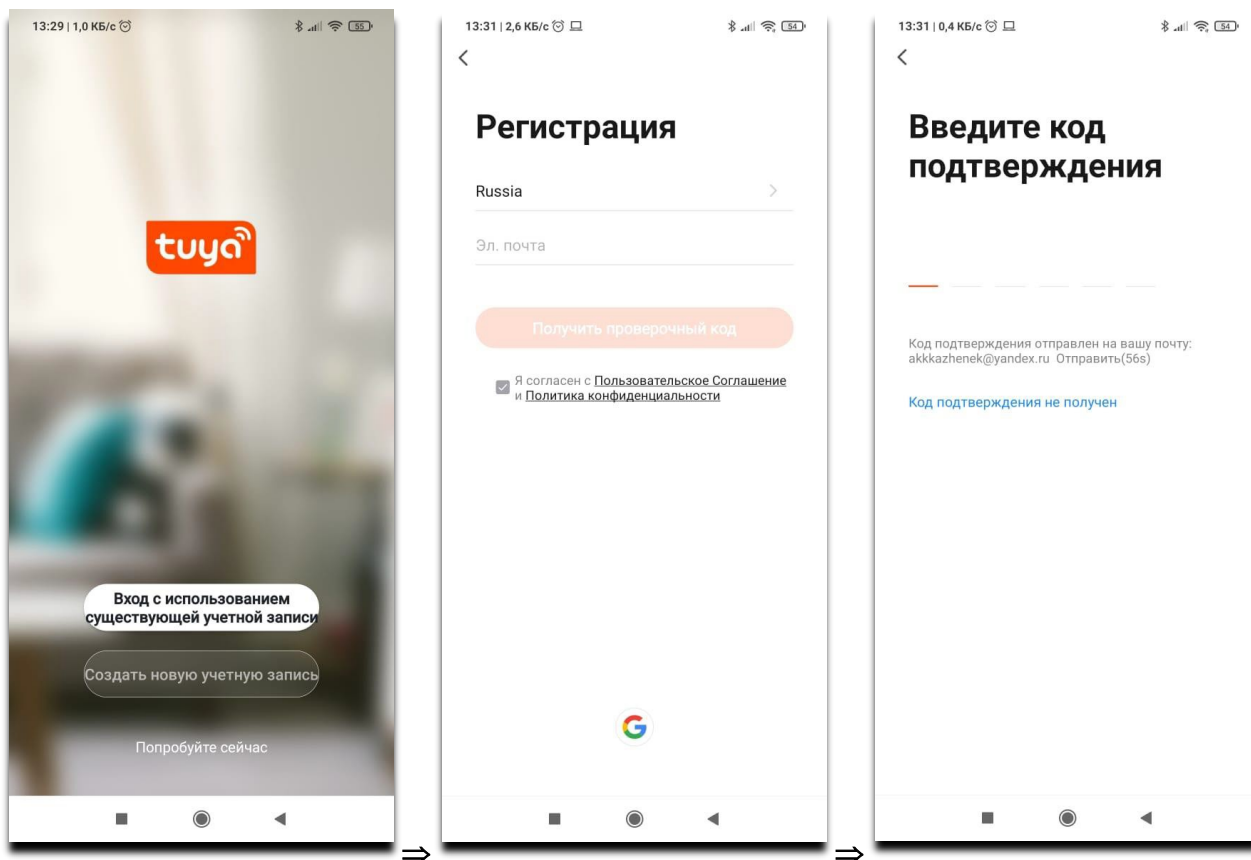 13:29 | 1,0 КБ/с
55
tuya
Вход с использованием
существующей учетной записи
Создать новую учетную запись
Попробуйте сейчас
⇒
13:31 | 2,6 КБ/с
54
Регистрация
Russia
Эл. почта
Получить проверочный код
Я согласен с Пользовательское Соглашение
и Политика конфиденциальности
G
⇒
13:31 | 0,4 КБ/с
54
Введите код
подтверждения
Код подтверждения отправлен на вашу почту:
akkkazhenek@yandex.ru Отправить(56s)
Код подтверждения не получен